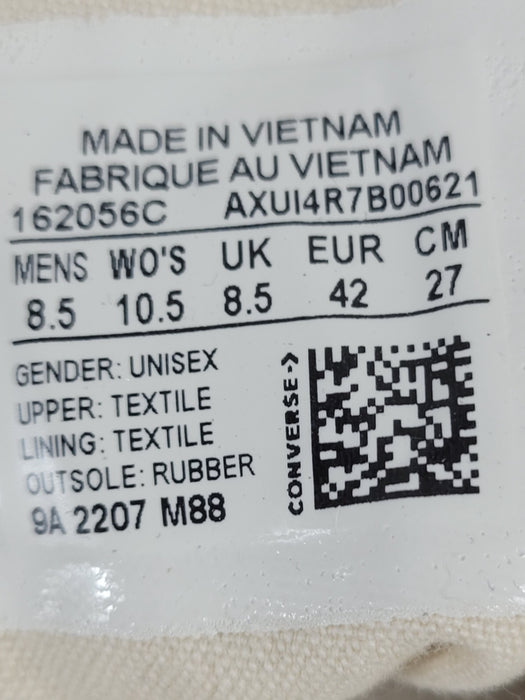 MADE IN VIETNAM
FABRIQUE AU VIETNAM
162056C AXUI4R7B00621
MENS WO'S UK EUR CM
8.5 10.5 8.5 42 27
GENDER: UNISEX
UPPER: TEXTILE
LINING: TEXTILE
OUTSOLE: RUBBER
9A 2207 M88
CONVERSE